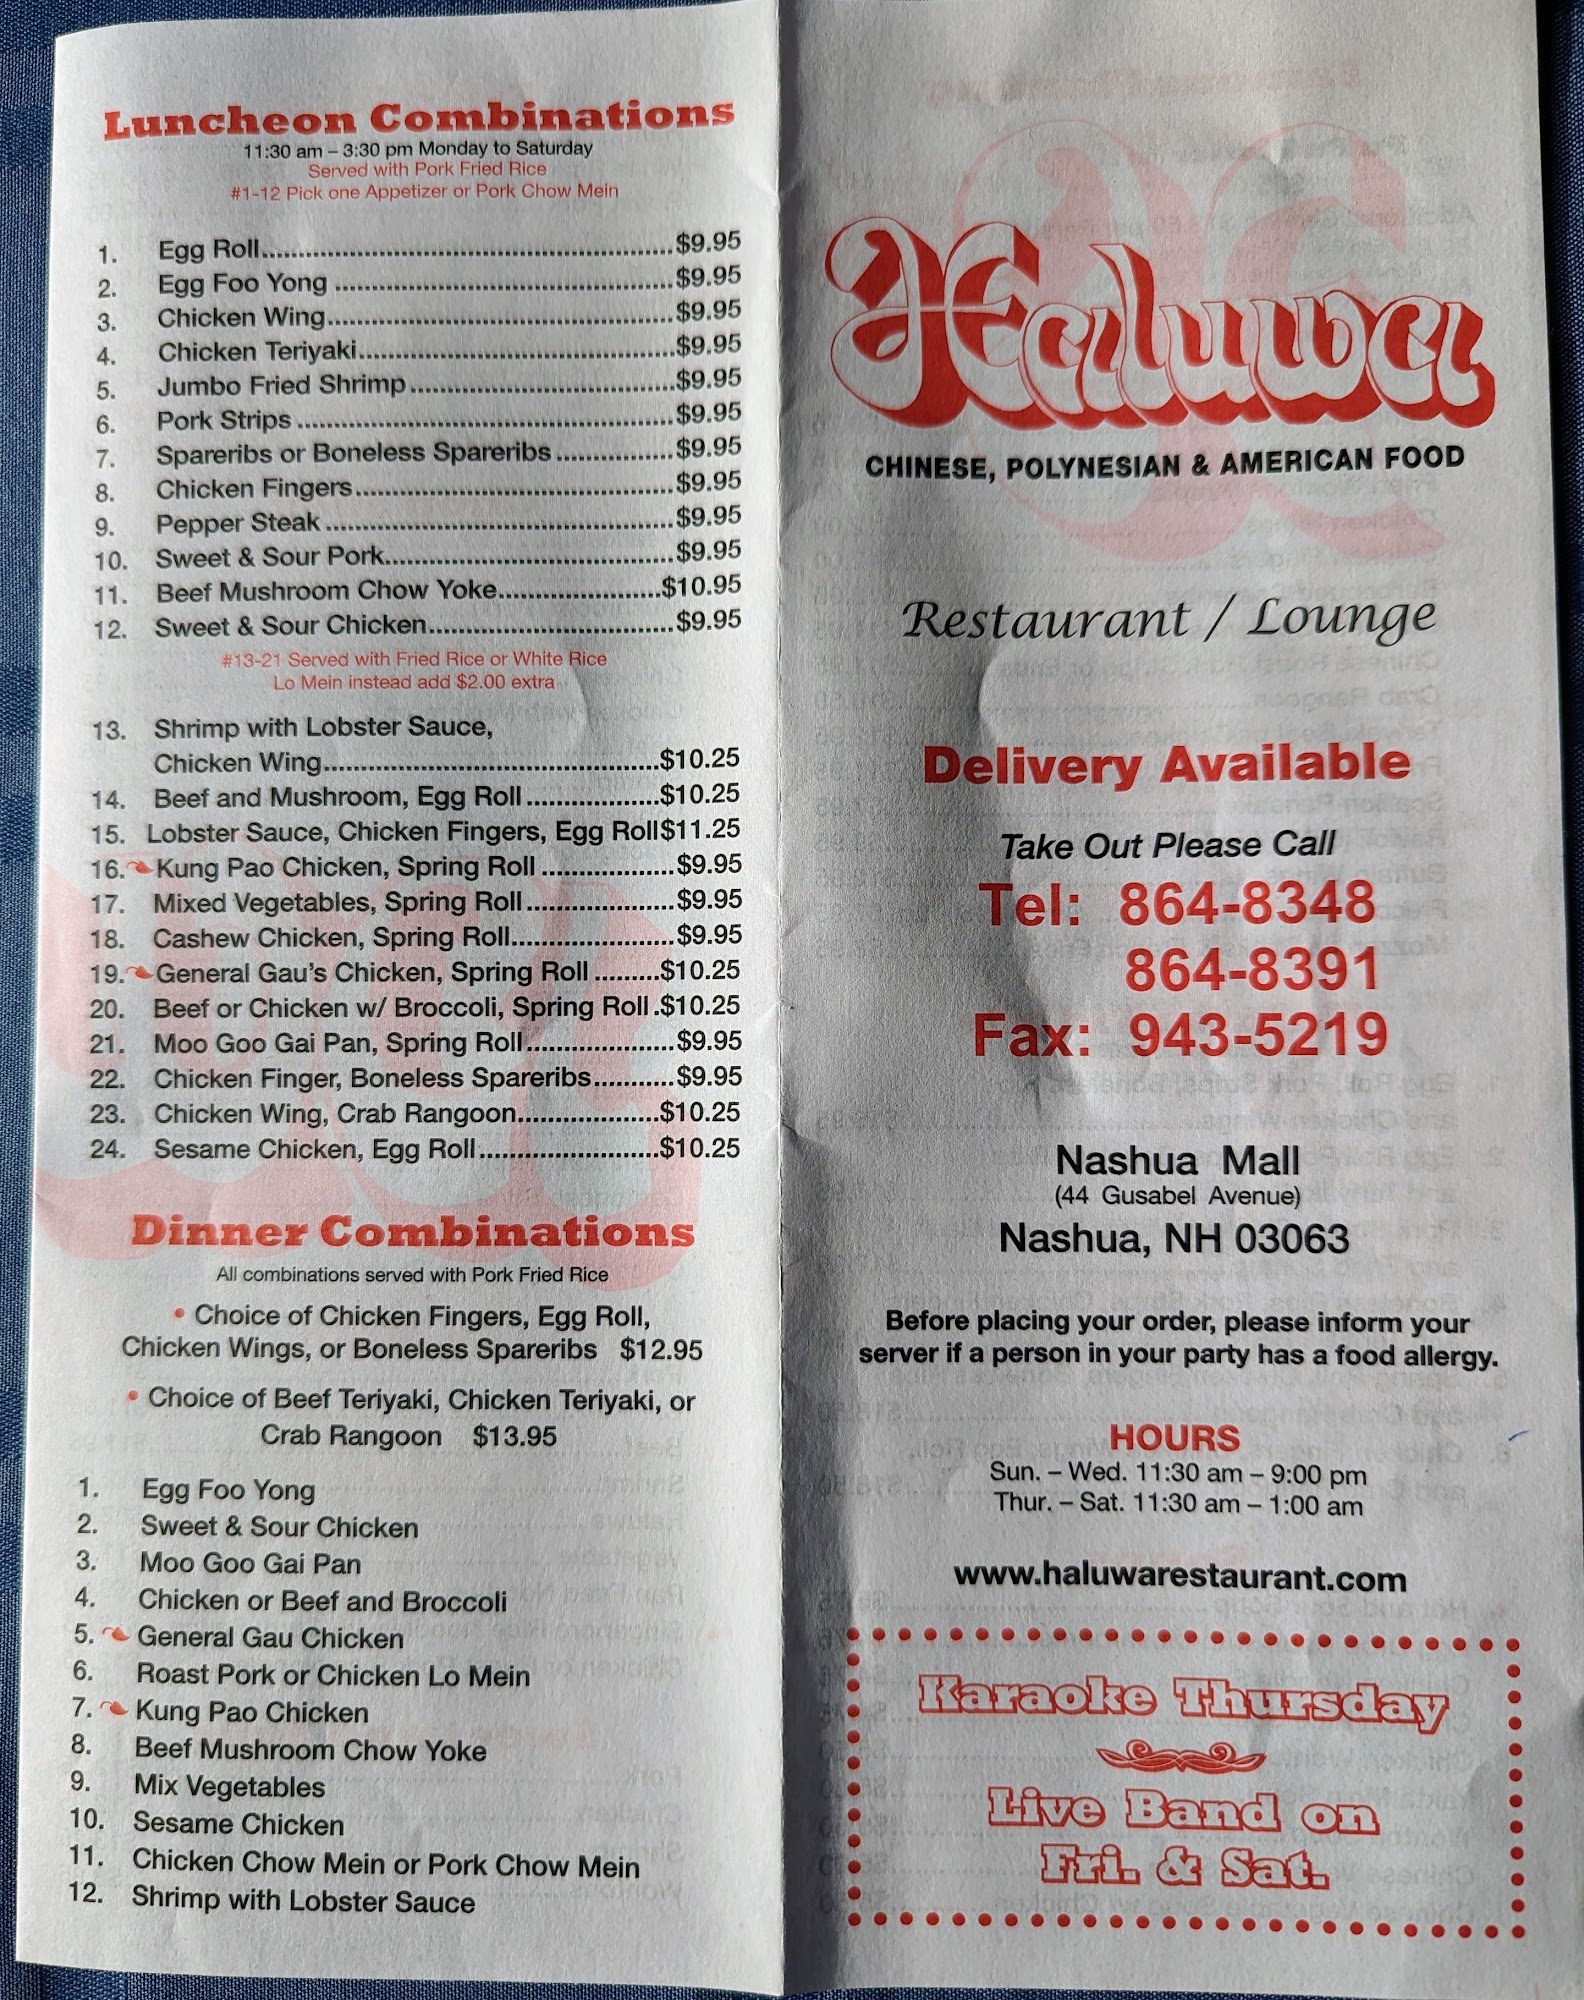 Luncheon Combinations
11:30 am – 3:30 pm Monday to Saturday
Served with Pork Fried Rice
#1-12 Pick one Appetizer or Pork Chow Mein
1. Egg Roll $9.95
2. Egg Foo Yong $9.95
3. Chicken Wing $9.95
4. Chicken Teriyaki $9.95
5. Jumbo Fried Shrimp $9.95
6. Pork Strips $9.95
7. Spareribs or Boneless Spareribs $9.95
8. Chicken Fingers $9.95
9. Pepper Steak $9.95
10. Sweet & Sour Pork $9.95
11. Beef Mushroom Chow Yoke $10.95
12. Sweet & Sour Chicken $9.95
#13-21 Served with Fried Rice or White Rice
Lo Mein instead add $2.00 extra
13. Shrimp with Lobster Sauce,
Chicken Wing $10.25
14. Beef and Mushroom, Egg Roll $10.25
15. Lobster Sauce, Chicken Fingers, Egg Roll $11.25
16. Kung Pao Chicken, Spring Roll $9.95
17. Mixed Vegetables, Spring Roll $9.95
18. Cashew Chicken, Spring Roll $9.95
19. General Gau's Chicken, Spring Roll $10.25
20. Beef or Chicken w/ Broccoli, Spring Roll $10.25
21. Moo Goo Gai Pan, Spring Roll $9.95
22. Chicken Finger, Boneless Spareribs $9.95
23. Chicken Wing, Crab Rangoon $10.25
24. Sesame Chicken, Egg Roll $10.25
Dinner Combinations
All combinations served with Pork Fried Rice
• Choice of Chicken Fingers, Egg Roll,
Chicken Wings, or Boneless Spareribs $12.95
• Choice of Beef Teriyaki, Chicken Teriyaki, or
Crab Rangoon $13.95
1. Egg Foo Yong
2. Sweet & Sour Chicken
3. Moo Goo Gai Pan
4. Chicken or Beef and Broccoli
5. General Gau Chicken
6. Roast Pork or Chicken Lo Mein
7. Kung Pao Chicken
8. Beef Mushroom Chow Yoke
9. Mix Vegetables
10. Sesame Chicken
11. Chicken Chow Mein or Pork Chow Mein
12. Shrimp with Lobster Sauce
Haluwa
CHINESE, POLYNESIAN & AMERICAN FOOD
Restaurant / Lounge
Delivery Available
Take Out Please Call
Tel: 864-8348
864-8391
Fax: 943-5219
Nashua Mall
(44 Gusabel Avenue)
Nashua, NH 03063
Before placing your order, please inform your
server if a person in your party has a food allergy.
HOURS
Sun. – Wed. 11:30 am – 9:00 pm
Thur. – Sat. 11:30 am – 1:00 am
www.haluwarestaurant.com
Karaoke Thursday
Live Band on
Fri. & Sat.